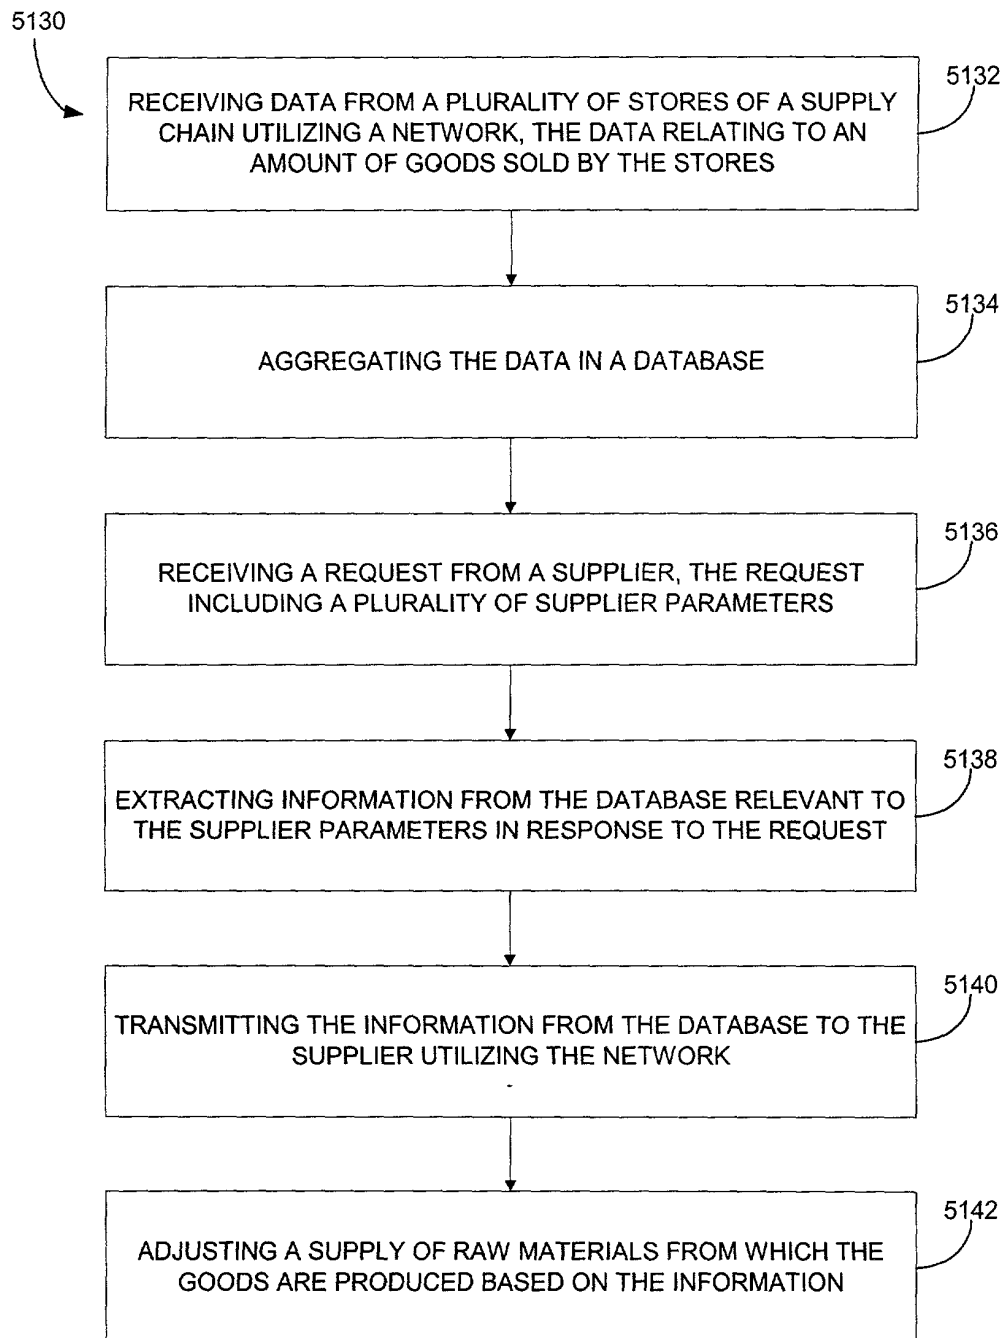 5130
5132
RECEIVING DATA FROM A PLURALITY OF STORES OF A SUPPLY
CHAIN UTILIZING A NETWORK, THE DATA RELATING TO AN
AMOUNT OF GOODS SOLD BY THE STORES
5134
AGGREGATING THE DATA IN A DATABASE
5136
RECEIVING A REQUEST FROM A SUPPLIER, THE REQUEST
INCLUDING A PLURALITY OF SUPPLIER PARAMETERS
5138
EXTRACTING INFORMATION FROM THE DATABASE RELEVANT TO
THE SUPPLIER PARAMETERS IN RESPONSE TO THE REQUEST
5140
TRANSMITTING THE INFORMATION FROM THE DATABASE TO THE
SUPPLIER UTILIZING THE NETWORK
5142
ADJUSTING A SUPPLY OF RAW MATERIALS FROM WHICH THE
GOODS ARE PRODUCED BASED ON THE INFORMATION